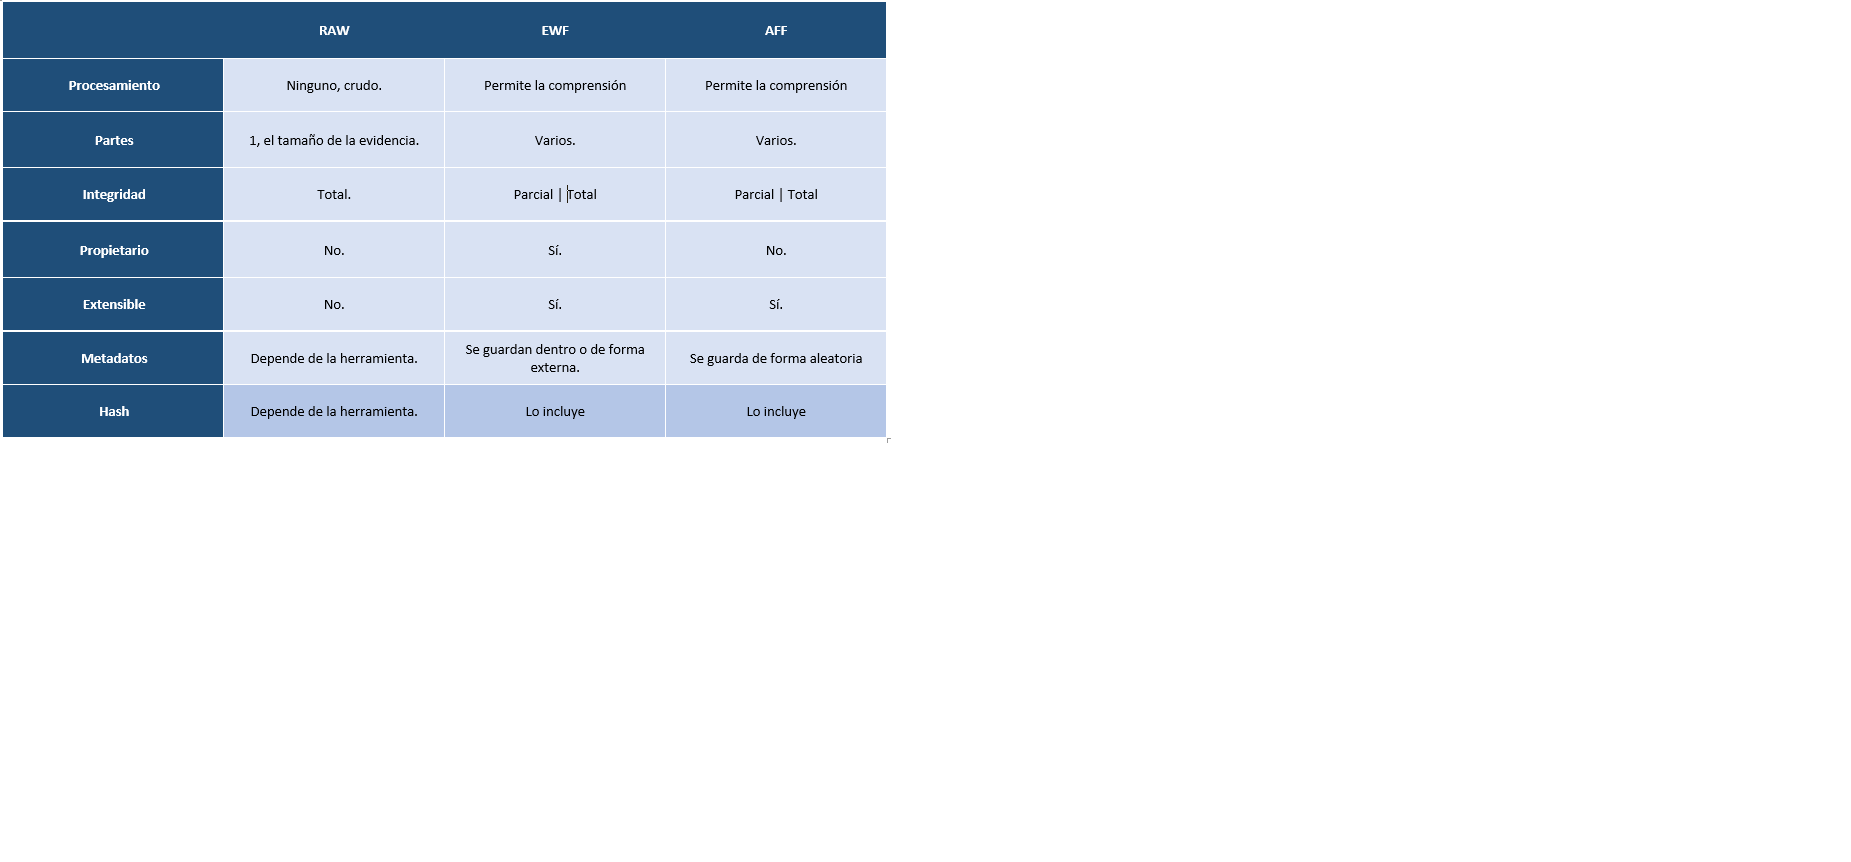 RAW EWF AFF
Procesamiento Ninguno, crudo. Permite la comprensión Permite la comprensión
Partes 1, el tamaño de la evidencia. Varios. Varios.
Integridad Total. Parcial | Total Parcial | Total
Propietario No. Sí. No.
Extensible No. Sí. Sí.
Metadatos Depende de la herramienta. Se guardan dentro o de forma
externa. Se guarda de forma aleatoria
Hash Depende de la herramienta. Lo incluye Lo incluye